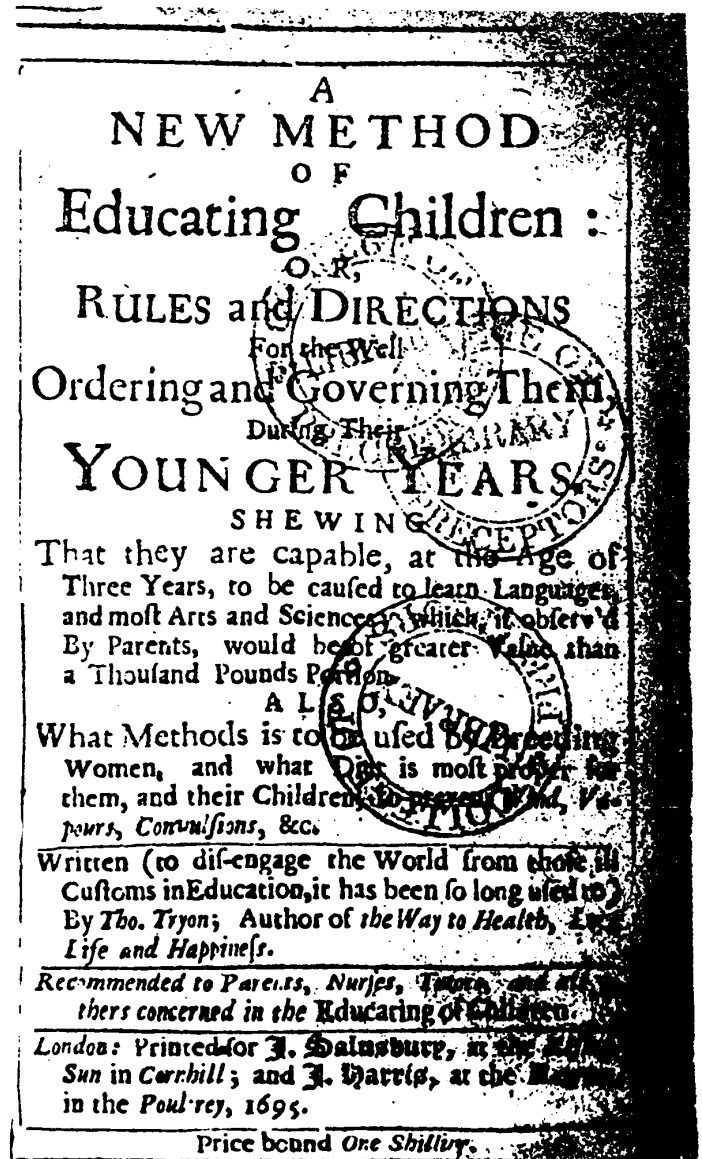 A
NEW METHOD
OF
Educating Children:
OR,
RULES and DIRECTIONS
For the Well
Ordering and Governing Them,
During Their
YOUNGER YEARS.
SHEWING
That they are capable, at the Age of
Three Years, to be cauſed to learn Languages,
and moſt Arts and Sciences; which, if obſerv'd
By Parents, would be of greater Value than
a Thouſand Pounds Portion.
ALSO,
What Methods is to be uſed by Breeding
Women, and what Diet is moſt proper for
them, and their Children, to prevent Wind, Va-
pours, Convulſions, &c.
Written (to diſ-engage the World from thoſe ill
Cuſtoms in Education, it has been ſo long uſed to)
By Tho. Tryon; Author of the Way to Health,
Life and Happineſs.
Recommended to Parents, Nurſes, Tutors, and all
thers concerned in the Educating of Children
London: Printed for J. Salusbury, at the
Sun in Cornhill; and J. Harris, at the
in the Poultrey, 1695.
Price bound One Shilling.
COLLEGE OF PRECEPTORS
LIBRARY